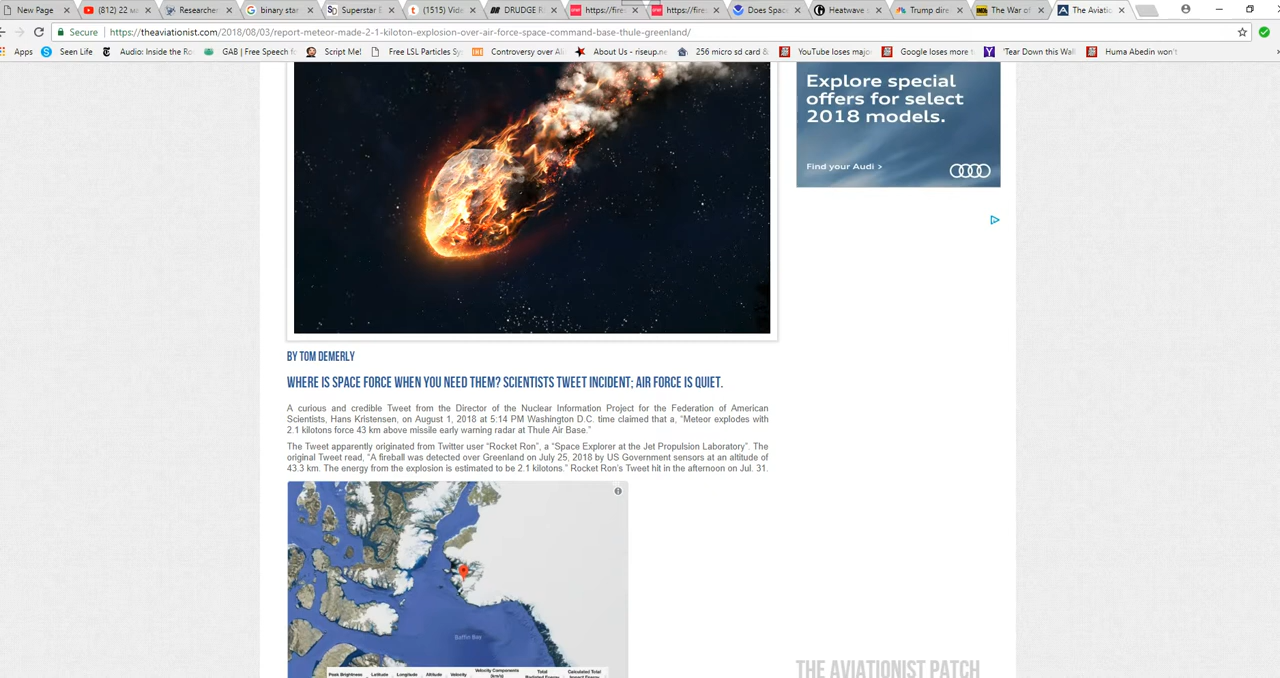 New Page
(812) 22
Researcher
binary star
Superstar
(1515) Vide
DRUDGE R
https://fire
https://fire
Does Spac
Heatwave
Trump dire
The War of
The Aviatio
Secure
https://theaviationist.com/2018/08/03/report-meteor-made-2-1-kiloton-explosion-over-air-force-space-command-base-thule-greenland/
Apps
Seen Life
Audio: Inside the Ro
GAB | Free Speech fo
Script Me!
Free LSL Particles Sy
Controversy over Ali
About Us - riseup.ne
256 micro sd card &
YouTube loses major
Google loses more t
'Tear Down this Wall
Huma Abedin won't
Explore special
offers for select
2018 models.
Find your Audi >
BY TOM DEMERLY
WHERE IS SPACE FORCE WHEN YOU NEED THEM? SCIENTISTS TWEET INCIDENT; AIR FORCE IS QUIET.
A curious and credible Tweet from the Director of the Nuclear Information Project for the Federation of American
Scientists, Hans Kristensen, on August 1, 2018 at 5:14 PM Washington D.C. time claimed that a, "Meteor explodes with
2.1 kilotons force 43 km above missile early warning radar at Thule Air Base."
The Tweet apparently originated from Twitter user "Rocket Ron", a "Space Explorer at the Jet Propulsion Laboratory". The
original Tweet read, "A fireball was detected over Greenland on July 25, 2018 by US Government sensors at an altitude of
43.3 km. The energy from the explosion is estimated to be 2.1 kilotons." Rocket Ron's Tweet hit in the afternoon on Jul. 31.
Baffin Bay
Peak Brightness Latitude Longitude Altitude Velocity Velocity Components Total Calculated Total
THE AVIATIONIST PATCH